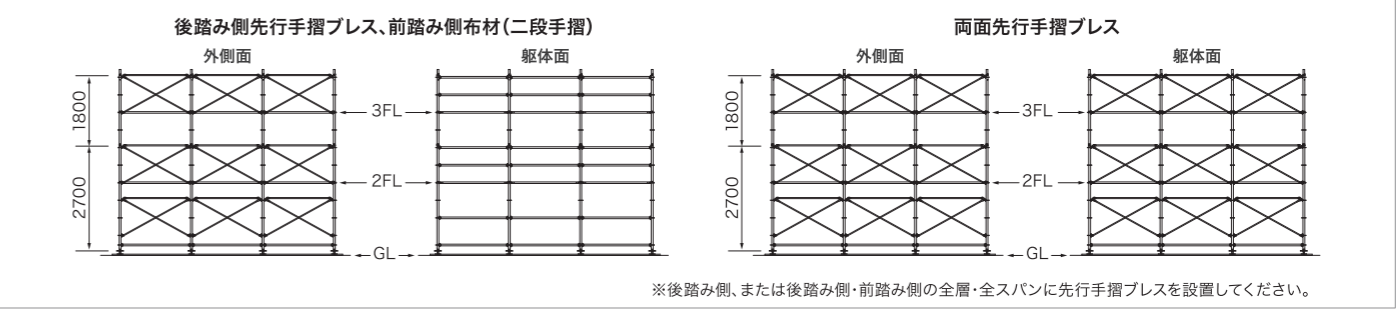 後踏み側先行手摺ブレス、前踏み側布材(二段手摺)
外側面
躯体面
1800
2700
3FL
2FL
GL
両面先行手摺ブレス
外側面
躯体面
1800
2700
3FL
2FL
GL
※後踏み側、または後踏み側・前踏み側の全層・全スパンに先行手摺ブレスを設置してください。